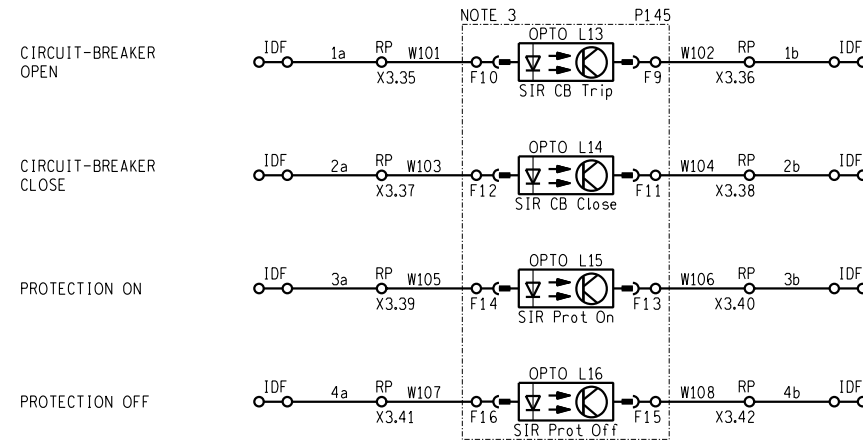 NOTE 3 P145
CIRCUIT-BREAKER
OPEN
IDF 1a RP W101 OPTO L13 W102 RP 1b IDF
X3.35 F10 F9 X3.36
SIR CB Trip
CIRCUIT-BREAKER
CLOSE
IDF 2a RP W103 OPTO L14 W104 RP 2b IDF
X3.37 F12 F11 X3.38
SIR CB Close
PROTECTION ON
IDF 3a RP W105 OPTO L15 W106 RP 3b IDF
X3.39 F14 F13 X3.40
SIR Prot On
PROTECTION OFF
IDF 4a RP W107 OPTO L16 W108 RP 4b IDF
X3.41 F16 F15 X3.42
SIR Prot Off